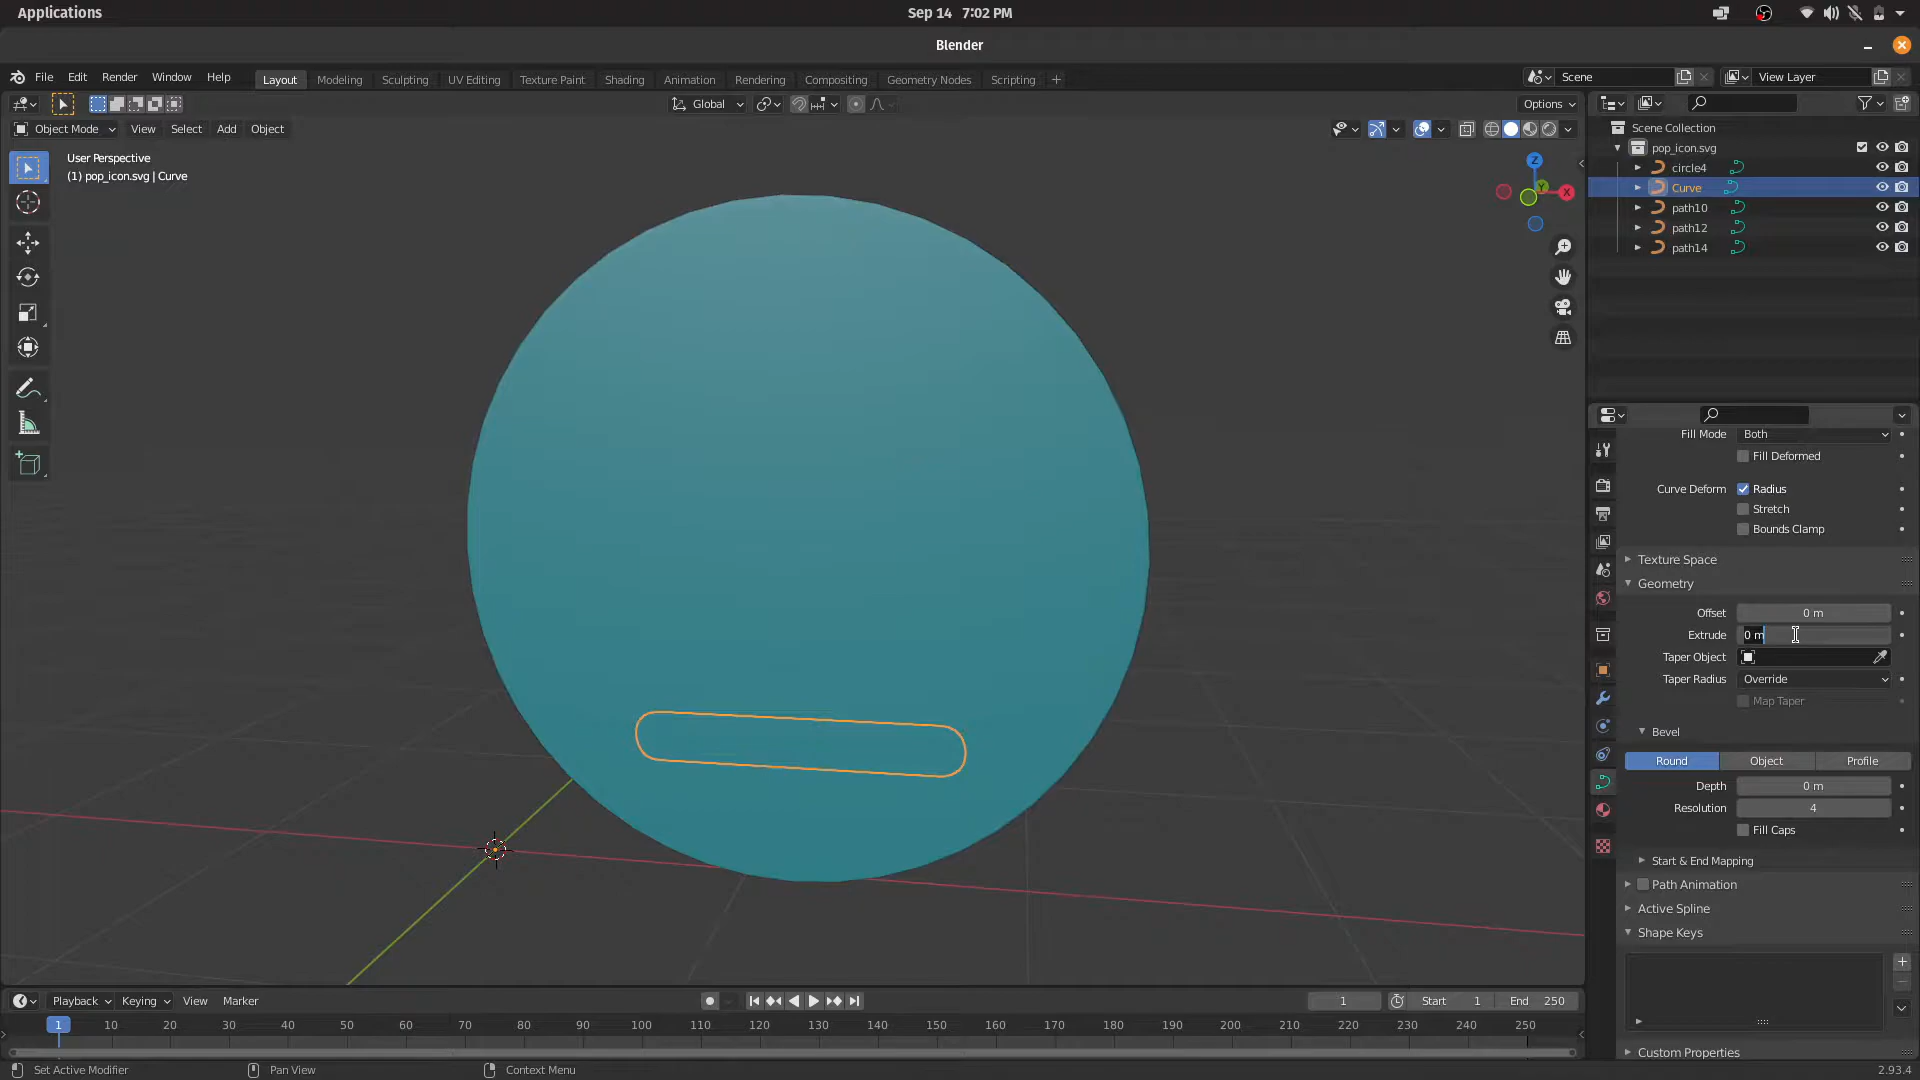 Applications
Sep 14 7:02 PM
Blender
File Edit Render Window Help
Layout Modeling Sculpting UV Editing Texture Paint Shading Animation Rendering Compositing Geometry Nodes Scripting +
Scene
View Layer
Global
Options
Object Mode View Select Add Object
User Perspective
(1) pop_icon.svg | Curve
Z
Y
X
Scene Collection
pop_icon.svg
circle4
Curve
path10
path12
path14
Fill Mode Both
Fill Deformed
Curve Deform Radius
Stretch
Bounds Clamp
Texture Space
Geometry
Offset 0 m
Extrude 0 m
Taper Object
Taper Radius Override
Map Taper
Bevel
Round Object Profile
Depth 0 m
Resolution 4
Fill Caps
Start & End Mapping
Path Animation
Active Spline
Shape Keys
Custom Properties
Playback Keying View Marker
1
Start 1
End 250
1 10 20 30 40 50 60 70 80 90 100 110 120 130 140 150 160 170 180 190 200 210 220 230 240 250
Set Active Modifier
Pan View
Context Menu
2.93.4